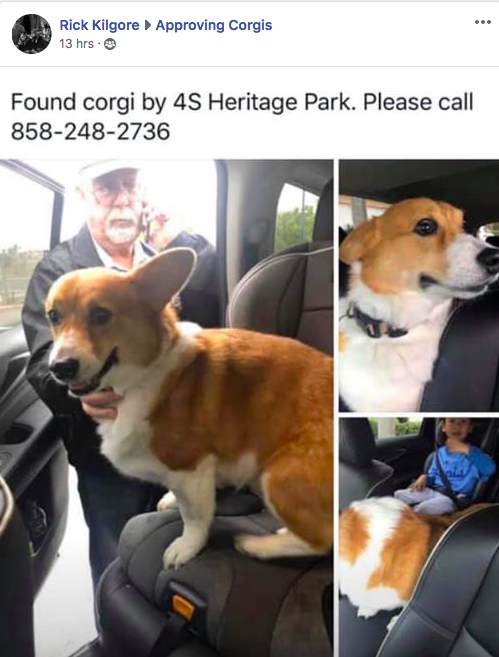 Rick Kilgore ▶ Approving Corgis
13 hrs ·
Found corgi by 4S Heritage Park. Please call
858-248-2736